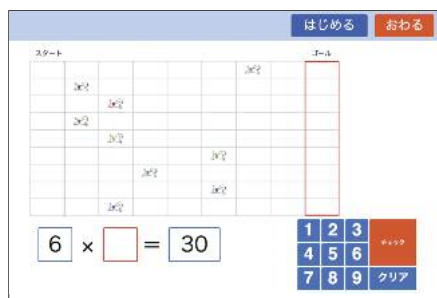 はじめる おわる
スタート ゴール
6 × = 30
1 2 3 チェック
4 5 6
7 8 9 クリア